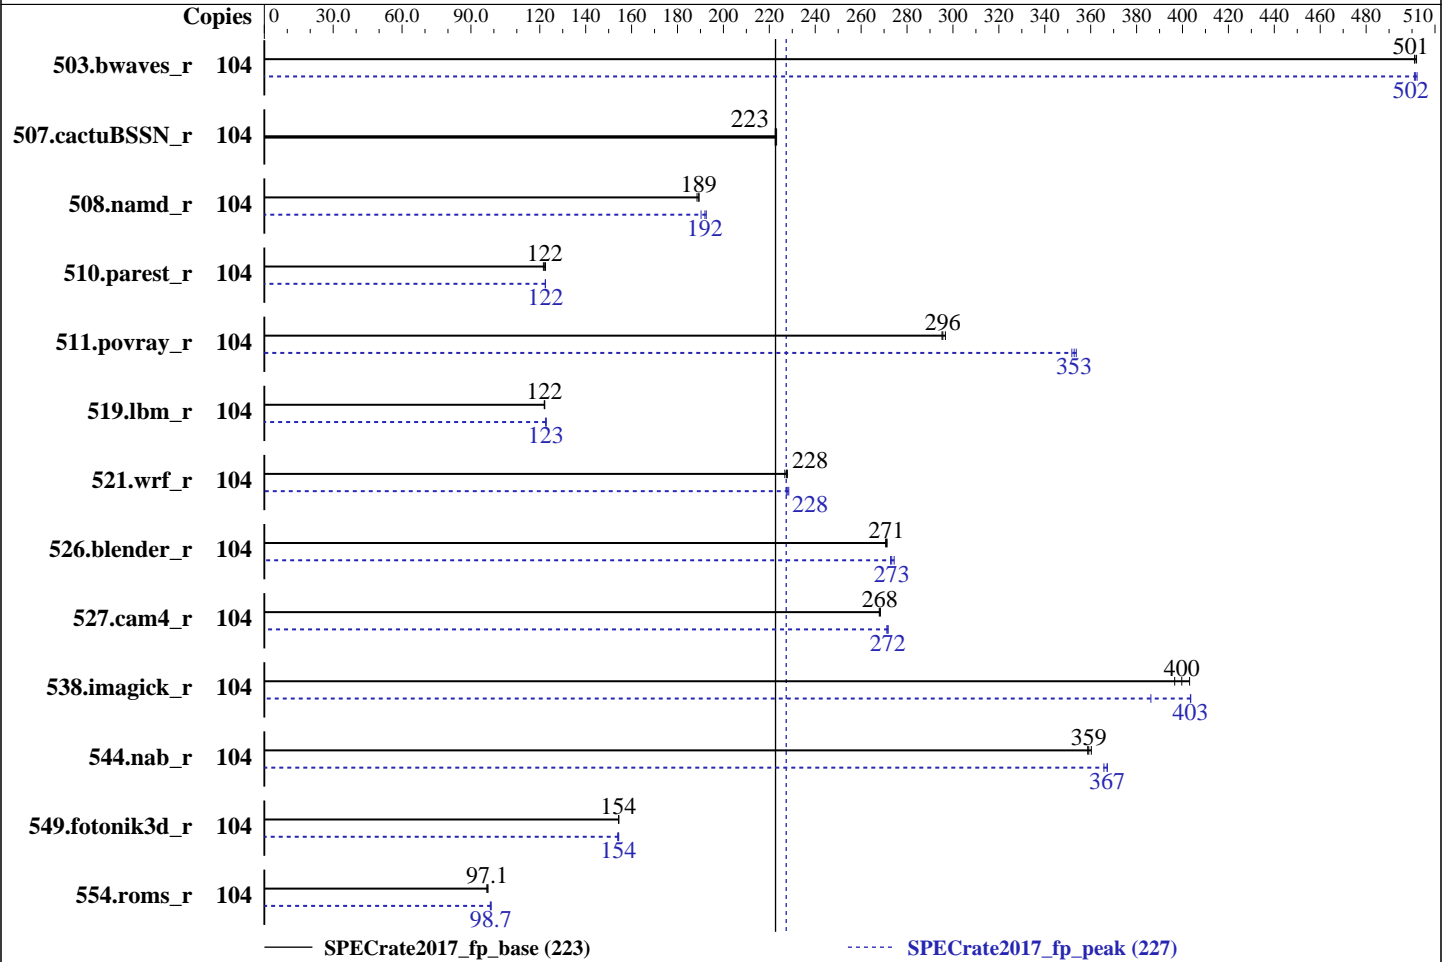 Copies 0 30.0 60.0 90.0 120 140 160 180 200 220 240 260 280 300 320 340 360 380 400 420 440 460 480 510
503.bwaves_r 104 501
502
507.cactuBSSN_r 104 223
508.namd_r 104 189
192
510.parest_r 104 122
122
511.povray_r 104 296
353
519.lbm_r 104 122
123
521.wrf_r 104 228
228
526.blender_r 104 271
273
527.cam4_r 104 268
272
538.imagick_r 104 400
403
544.nab_r 104 359
367
549.fotonik3d_r 104 154
154
554.roms_r 104 97.1
98.7
SPECrate2017_fp_base (223) SPECrate2017_fp_peak (227)